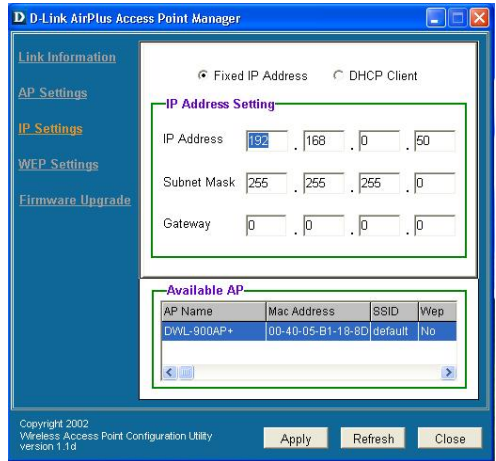 D D-Link AirPlus Access Point Manager
Link Information
AP Settings
IP Settings
WEP Settings
Firmware Upgrade
Fixed IP Address DHCP Client
IP Address Setting
IP Address 192 . 168 . 0 . 50
Subnet Mask 255 . 255 . 255 . 0
Gateway 0 . 0 . 0 . 0
Available AP
AP Name Mac Address SSID Wep
DWL-900AP+ 00-40-05-B1-18-8D default No
Copyright 2002
Wireless Access Point Configuration Utility
version 1.1d
Apply Refresh Close